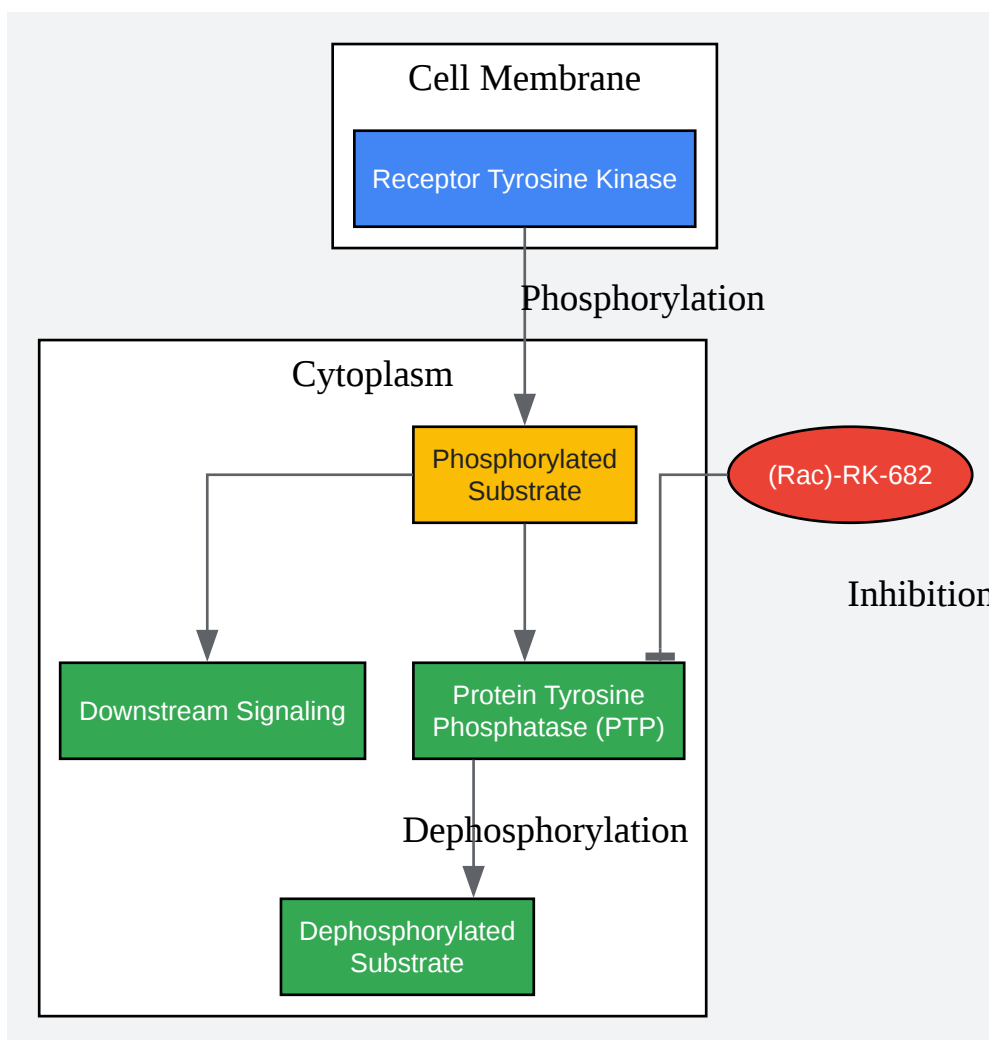 Cell Membrane
Receptor Tyrosine Kinase
Phosphorylation
Cytoplasm
Phosphorylated
Substrate
(Rac)-RK-682
Inhibition
Downstream Signaling
Protein Tyrosine
Phosphatase (PTP)
Dephosphorylation
Dephosphorylated
Substrate